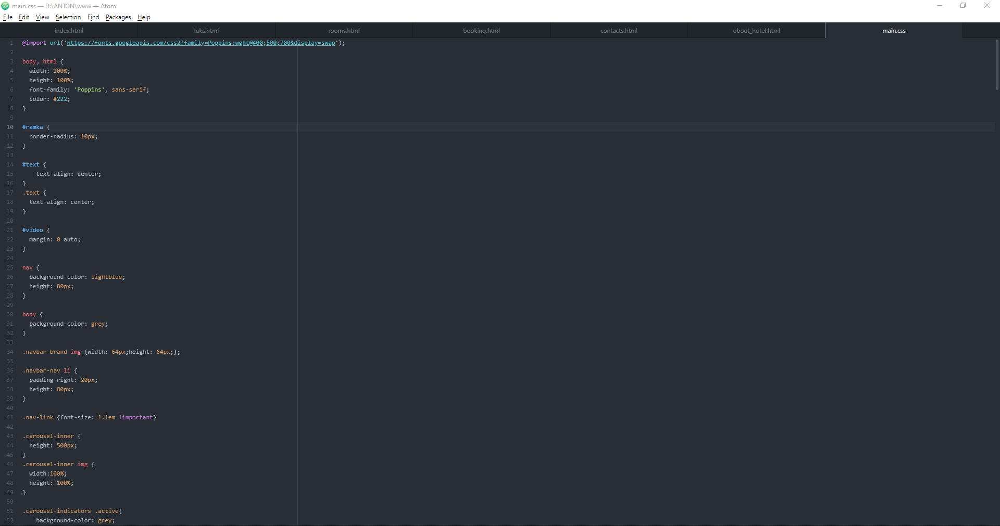 main.css — D:\ANTON\www — Atom
File Edit View Selection Find Packages Help
index.html luks.html rooms.html booking.html contacts.html obout_hotel.html main.css
1 @import url('https://fonts.googleapis.com/css2?family=Poppins:wght@400;500;700&display=swap');
2
3 body, html {
4 width: 100%;
5 height: 100%;
6 font-family: 'Poppins', sans-serif;
7 color: #222;
8 }
9
10 #ramka {
11 border-radius: 10px;
12 }
13
14 #text {
15 text-align: center;
16 }
17 .text {
18 text-align: center;
19 }
20
21 #video {
22 margin: 0 auto;
23 }
24
25 nav {
26 background-color: lightblue;
27 height: 80px;
28 }
29
30 body {
31 background-color: grey;
32 }
33
34 .navbar-brand img {width: 64px;height: 64px;};
35
36 .navbar-nav li {
37 padding-right: 20px;
38 height: 80px;
39 }
40
41 .nav-link {font-size: 1.1em !important}
42
43 .carousel-inner {
44 height: 500px;
45 }
46 .carousel-inner img {
47 width:100%;
48 height: 100%;
49 }
50
51 .carousel-indicators .active{
52 background-color: grey;